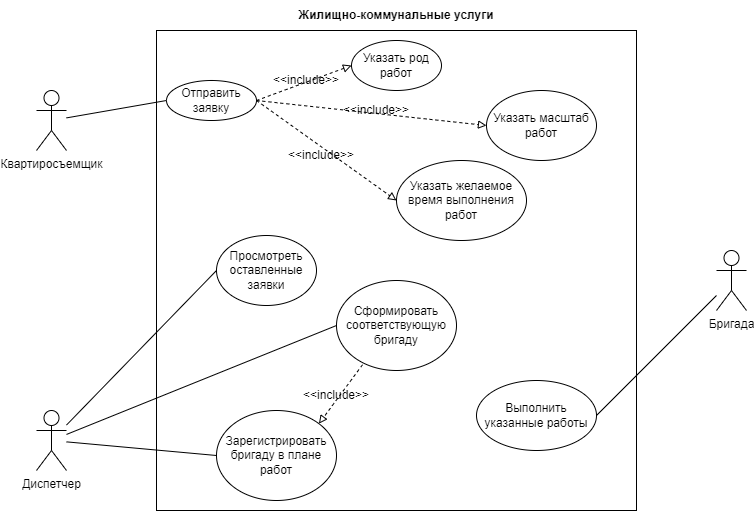 Жилищно-коммунальные услуги
Указать род
работ
<<include>>
Отправить
заявку
<<include>>
Указать масштаб
работ
Квартиросъемщик
<<include>>
Указать желаемое
время выполнения
работ
Просмотреть
оставленные
заявки
Сформировать
соответствующую
бригаду
Бригада
<<include>>
Выполнить
указанные работы
Зарегистрировать
бригаду в плане
работ
Диспетчер